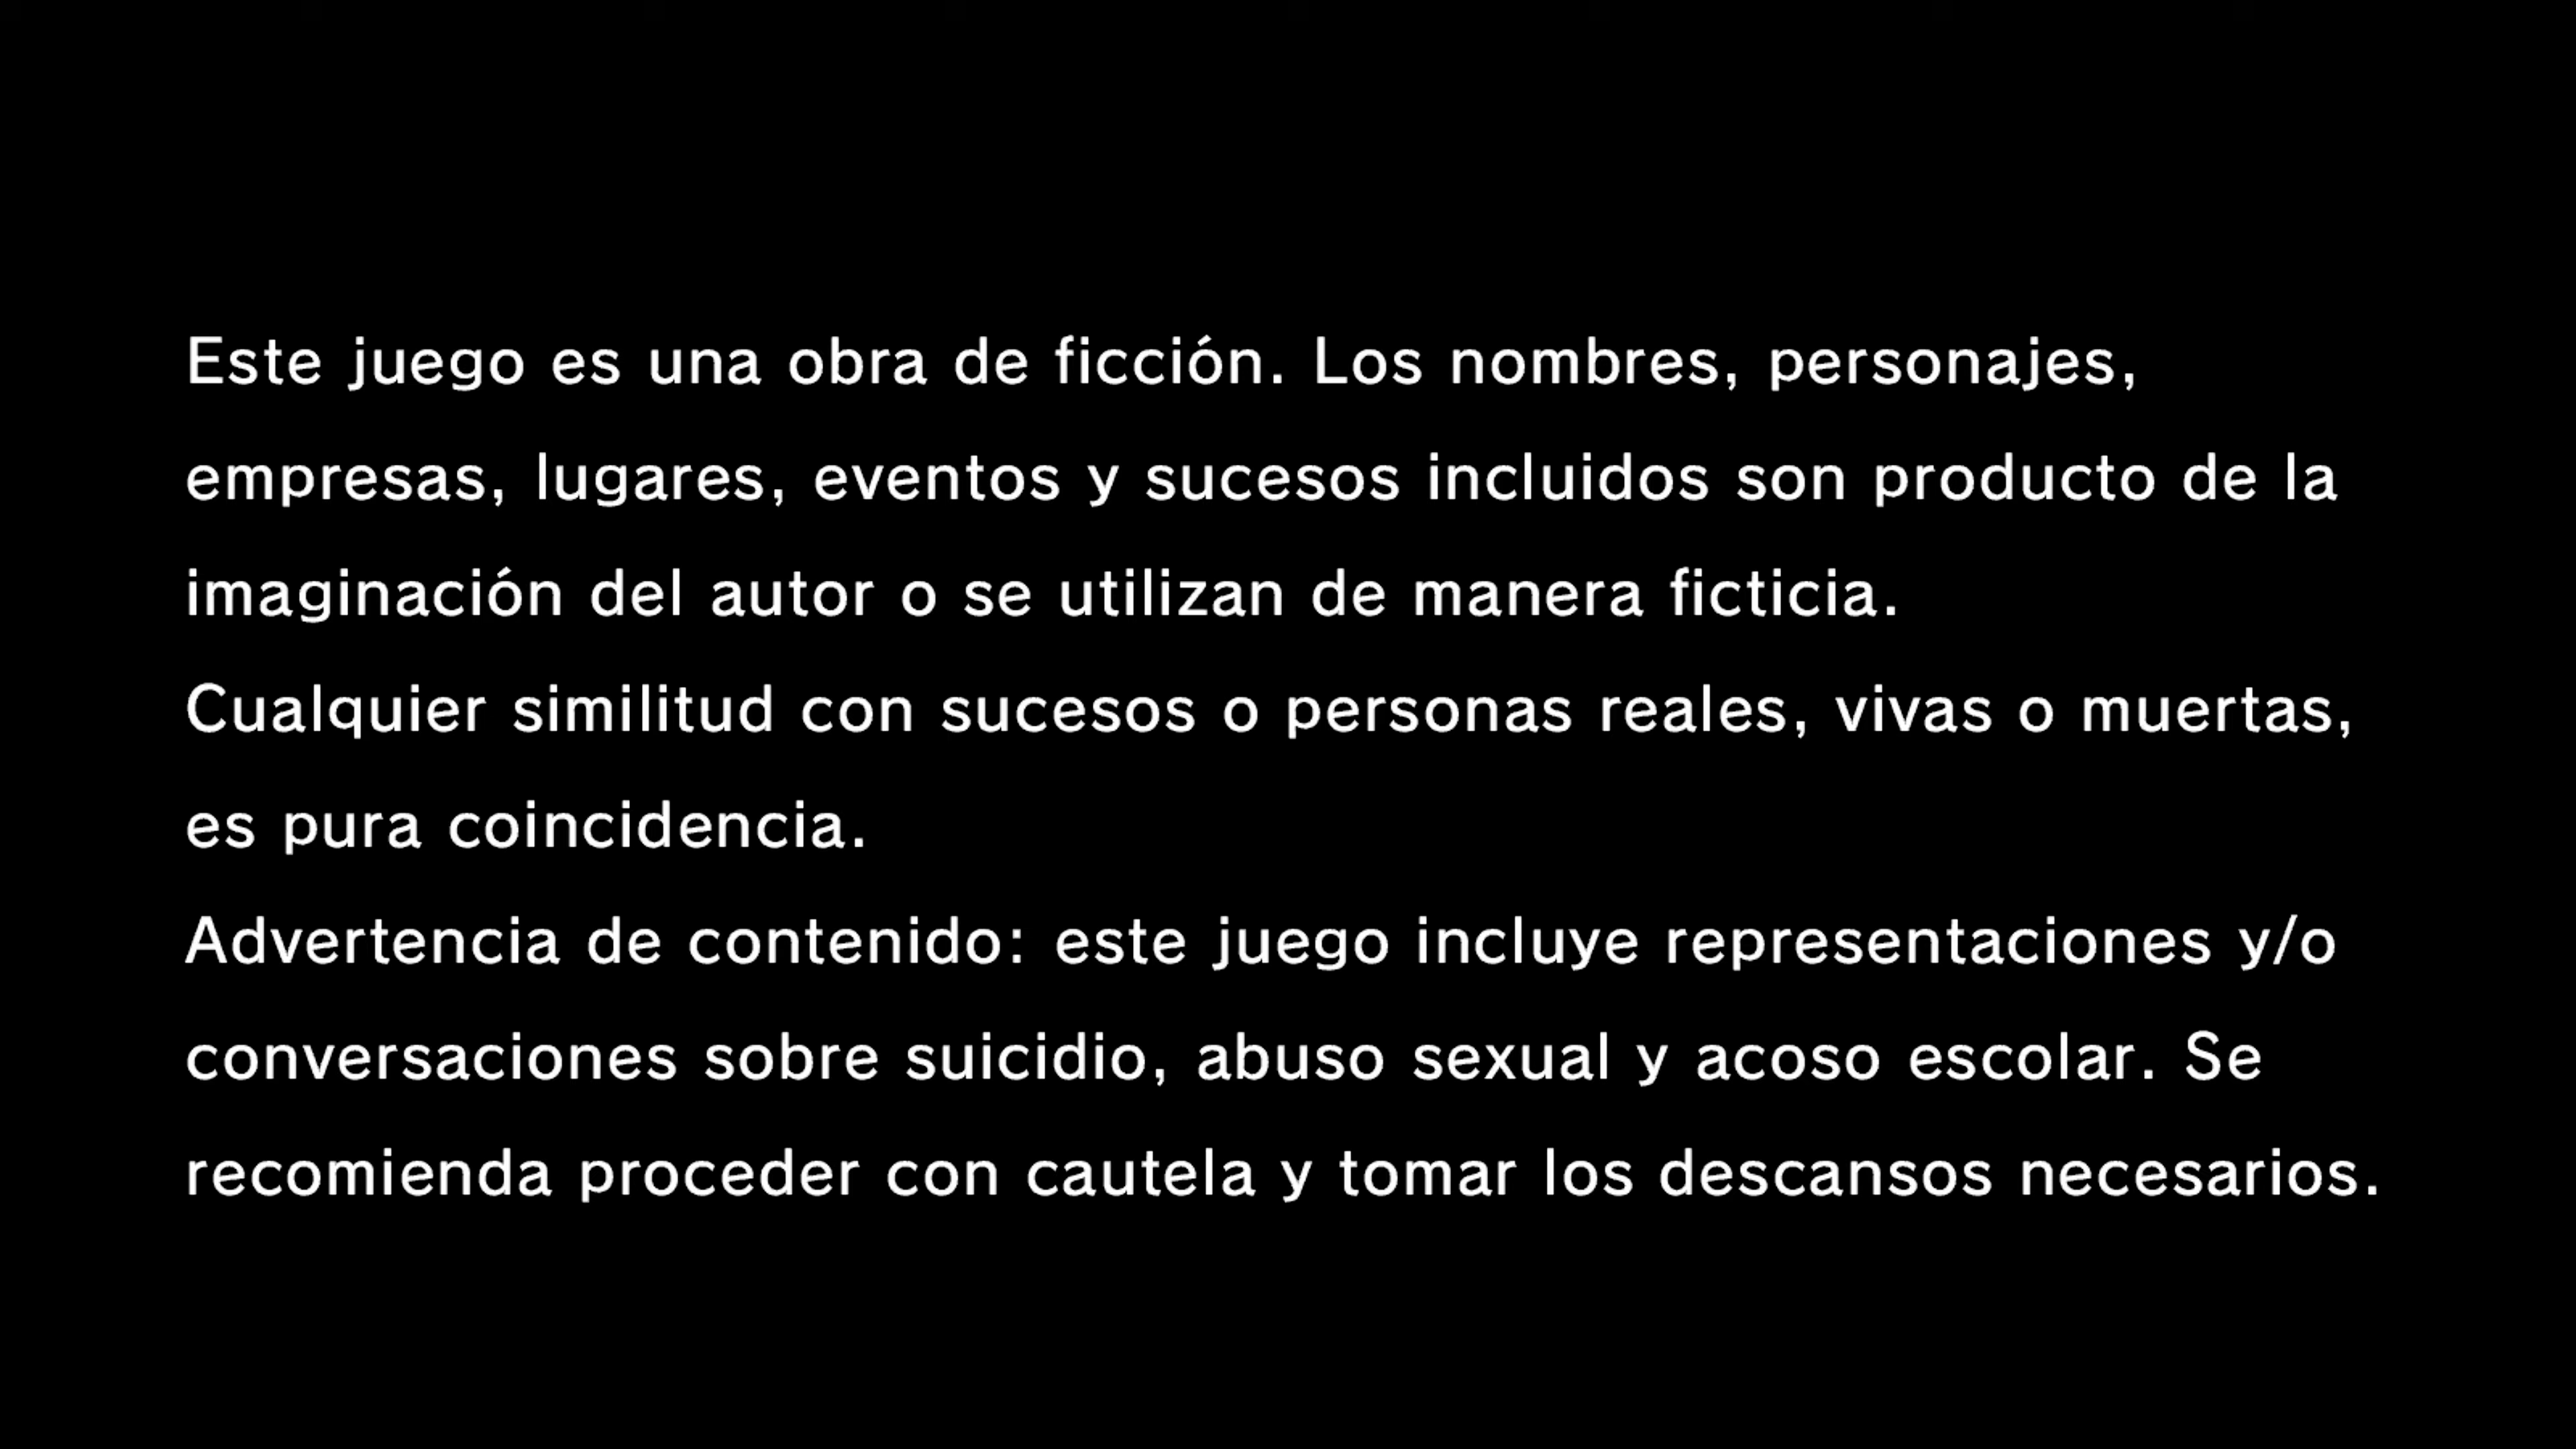 Este juego es una obra de ficción. Los nombres, personajes,
empresas, lugares, eventos y sucesos incluidos son producto de la
imaginación del autor o se utilizan de manera ficticia.
Cualquier similitud con sucesos o personas reales, vivas o muertas,
es pura coincidencia.
Advertencia de contenido: este juego incluye representaciones y/o
conversaciones sobre suicidio, abuso sexual y acoso escolar. Se
recomienda proceder con cautela y tomar los descansos necesarios.